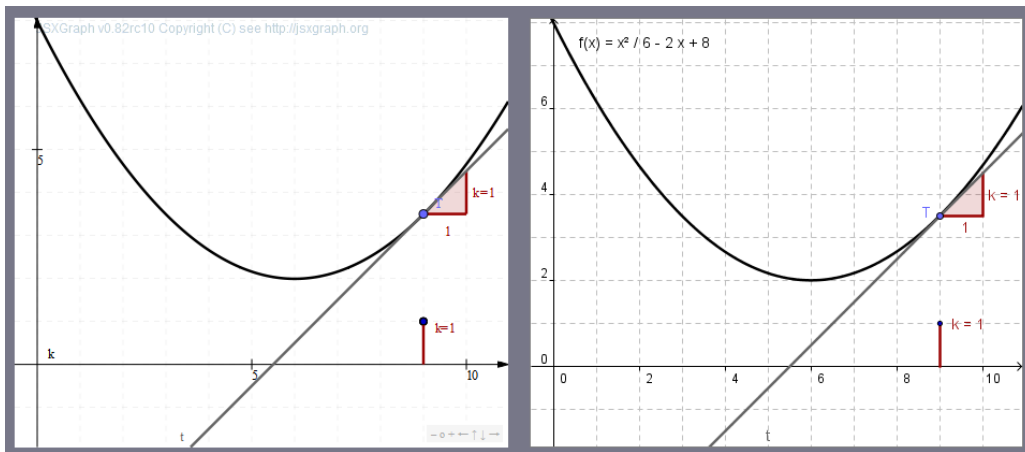 JSXGraph v0.82rc10 Copyright (C) see http://jsxgraph.org
5
T
k=1
1
k=1
k
5
10
t
− o + ← ↑ ↓ →
f(x) = x² / 6 - 2 x + 8
6
4
2
0
T
k = 1
1
k = 1
0
2
4
6
8
10
t